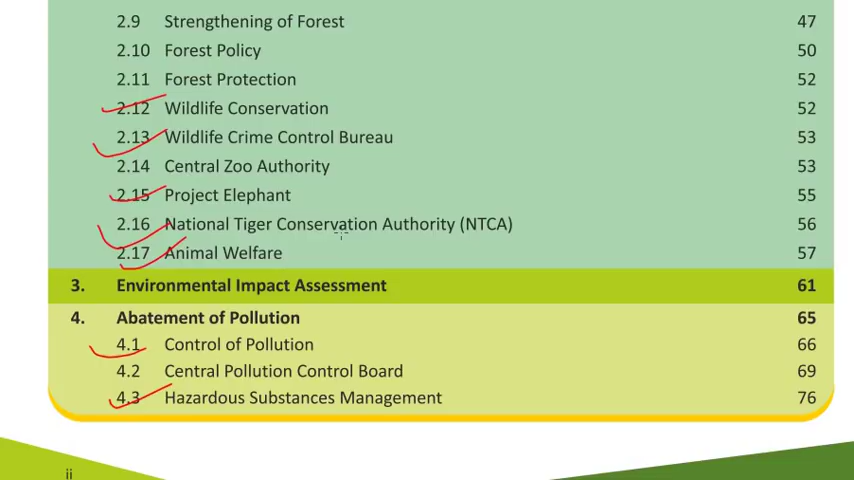 2.9 Strengthening of Forest 47
2.10 Forest Policy 50
2.11 Forest Protection 52
2.12 Wildlife Conservation 52
2.13 Wildlife Crime Control Bureau 53
2.14 Central Zoo Authority 53
2.15 Project Elephant 55
2.16 National Tiger Conservation Authority (NTCA) 56
2.17 Animal Welfare 57
3. Environmental Impact Assessment 61
4. Abatement of Pollution 65
4.1 Control of Pollution 66
4.2 Central Pollution Control Board 69
4.3 Hazardous Substances Management 76
ii